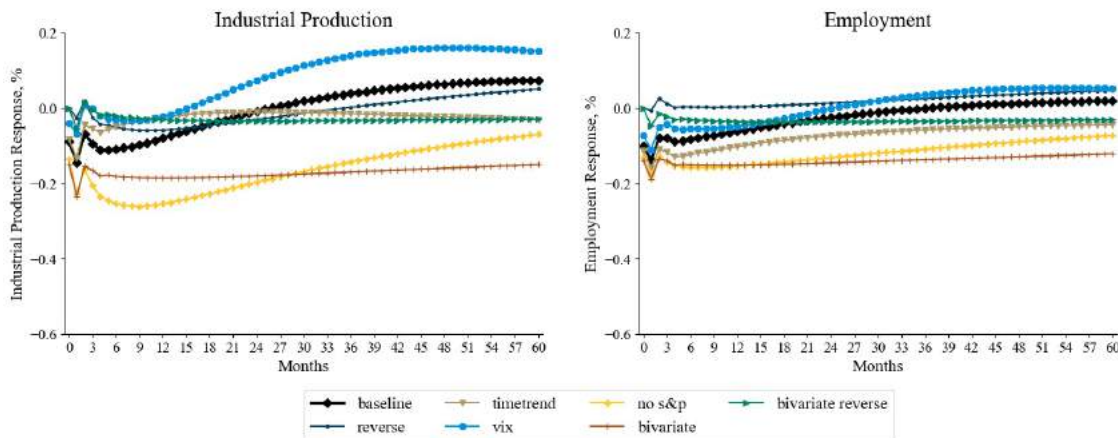 Industrial Production
Employment
Industrial Production Response, %
0.2
0.0
−0.2
−0.4
−0.6
0 3 6 9 12 15 18 21 24 27 30 33 36 39 42 45 48 51 54 57 60
Months
Employment Response, %
0.2
0.0
−0.2
−0.4
−0.6
0 3 6 9 12 15 18 21 24 27 30 33 36 39 42 45 48 51 54 57 60
Months
baseline timetrend no s&p bivariate reverse
reverse vix bivariate